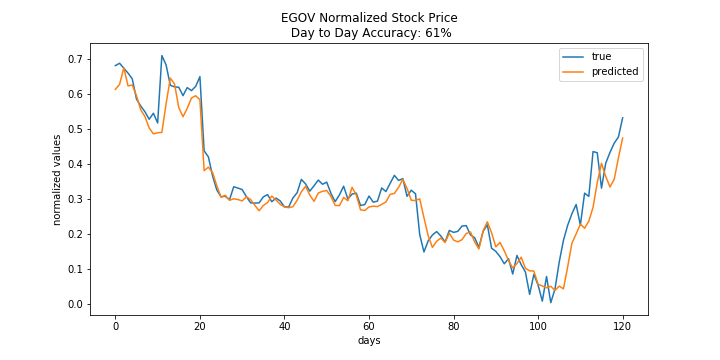 EGOV Normalized Stock Price
Day to Day Accuracy: 61%
true
predicted
normalized values
0.7
0.6
0.5
0.4
0.3
0.2
0.1
0.0
0 20 40 60 80 100 120
days